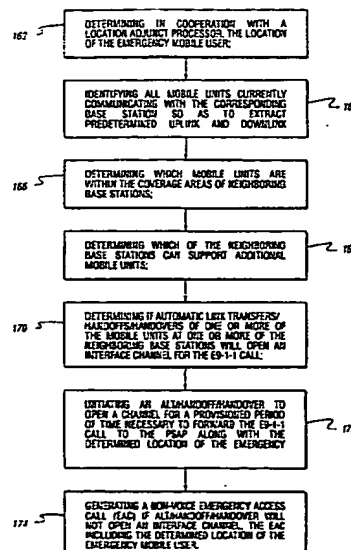 162
DETERMINING IN COOPERATION WITH A
LOCATION ADJUNCT PROCESSOR, THE LOCATION
OF THE EMERGENCY MOBILE USER;
IDENTIFYING ALL MOBILE UNITS CURRENTLY
COMMUNICATING WITH THE CORRESPONDING
BASE STATION SO AS TO EXTRACT
PREDETERMINED UPLINK AND DOWNLINK
166
DETERMINING WHICH MOBILE UNITS ARE
WITHIN THE COVERAGE AREAS OF NEIGHBORING
BASE STATIONS;
DETERMINING WHICH OF THE NEIGHBORING
BASE STATIONS CAN SUPPORT ADDITIONAL
MOBILE UNITS;
170
DETERMINING IF AUTOMATIC LINK TRANSFERS/
HANDOFFS/HANDOVERS OF ONE OR MORE OF
THE MOBILE UNITS AT ONE OR MORE OF
THE NEIGHBORING BASE STATIONS WILL OPEN AN
INTERFACE CHANNEL FOR THE E9-1-1 CALL;
INITIATING AN ALT/HANDOFF/HANDOVER TO
OPEN A CHANNEL FOR A PROVISIONED PERIOD
OF TIME NECESSARY TO FORWARD THE E9-1-1
CALL TO THE PSAP ALONG WITH THE
DETERMINED LOCATION OF THE EMERGENCY
GENERATING A NON-VOICE EMERGENCY ACCESS
CALL (EAC) IF ALT/HANDOFF/HANDOVER WILL
NOT OPEN AN INTERFACE CHANNEL, THE EAC
INCLUDING THE DETERMINED LOCATION OF THE
EMERGENCY MOBILE USER.